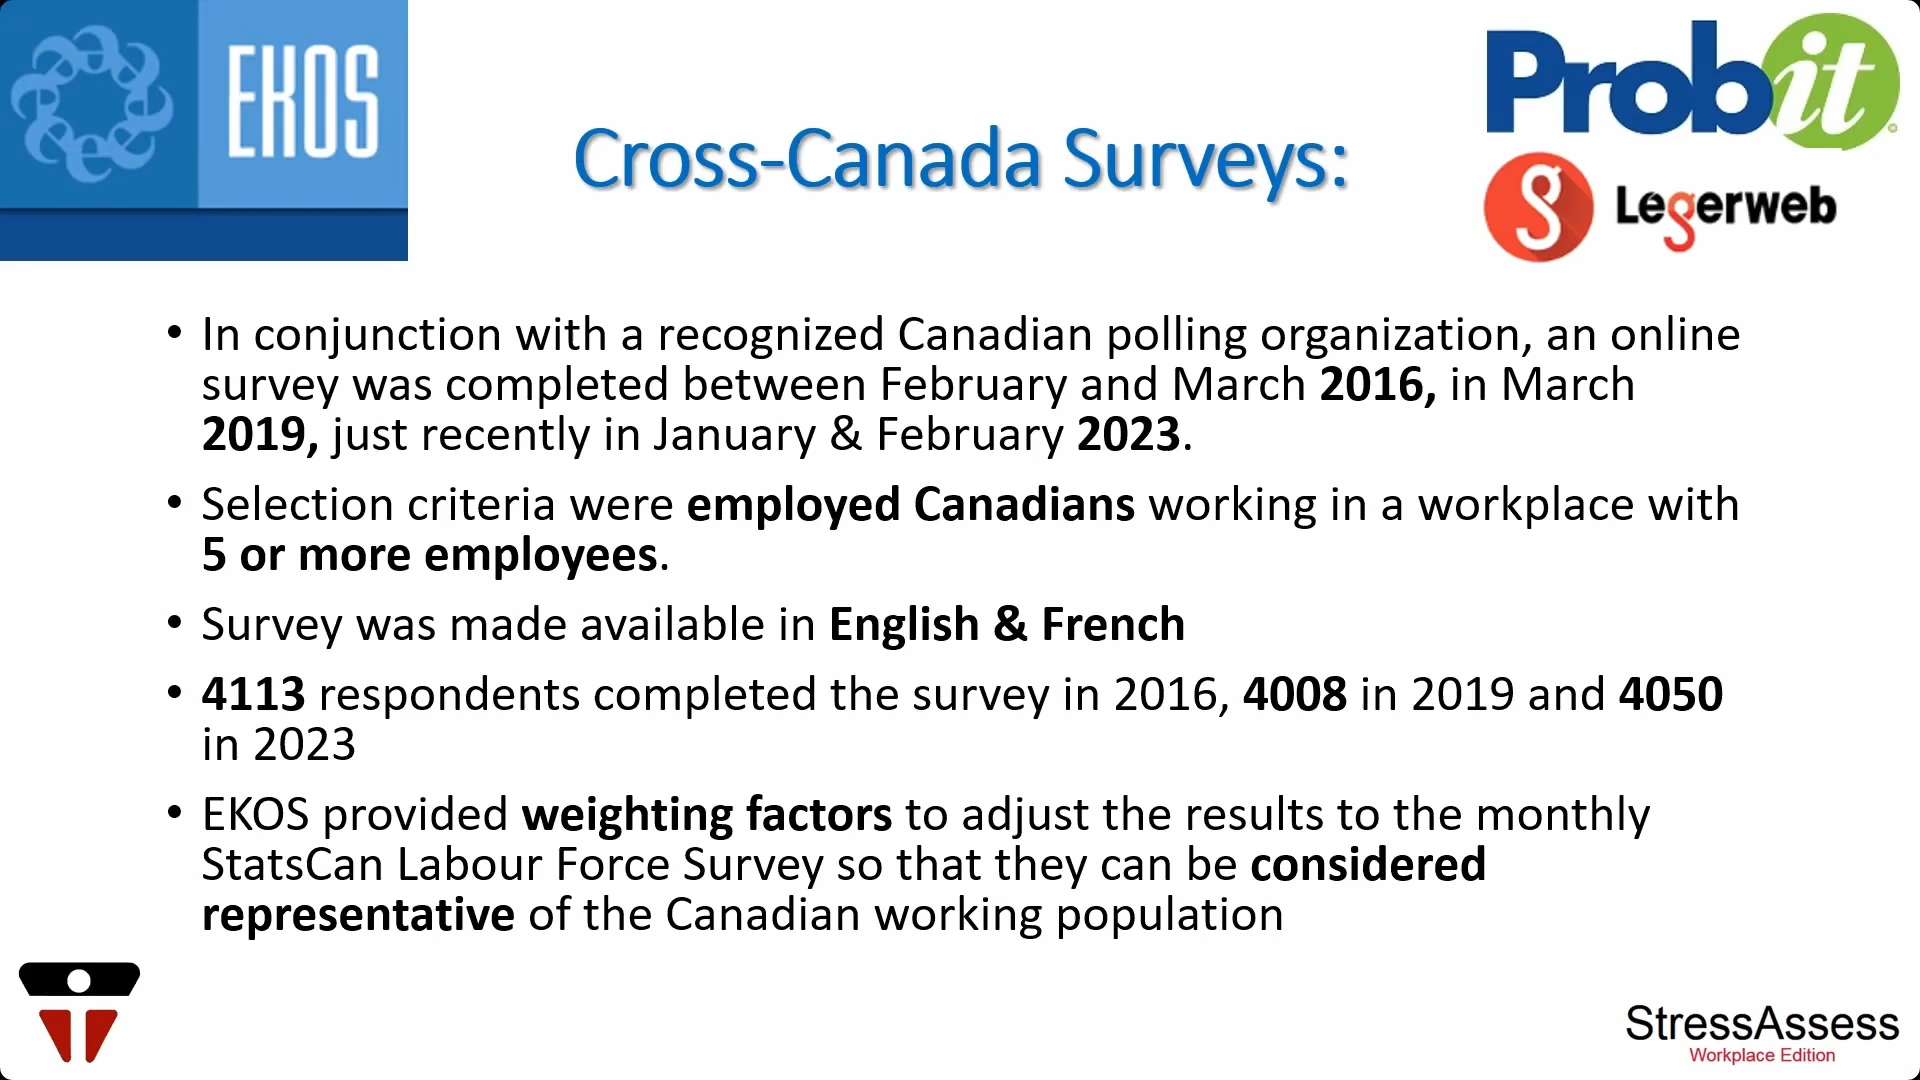 EKOS
Probit
Legerweb
Cross-Canada Surveys:
• In conjunction with a recognized Canadian polling organization, an online
survey was completed between February and March 2016, in March
2019, just recently in January & February 2023.
• Selection criteria were employed Canadians working in a workplace with
5 or more employees.
• Survey was made available in English & French
• 4113 respondents completed the survey in 2016, 4008 in 2019 and 4050
in 2023
• EKOS provided weighting factors to adjust the results to the monthly
StatsCan Labour Force Survey so that they can be considered
representative of the Canadian working population
StressAssess
Workplace Edition